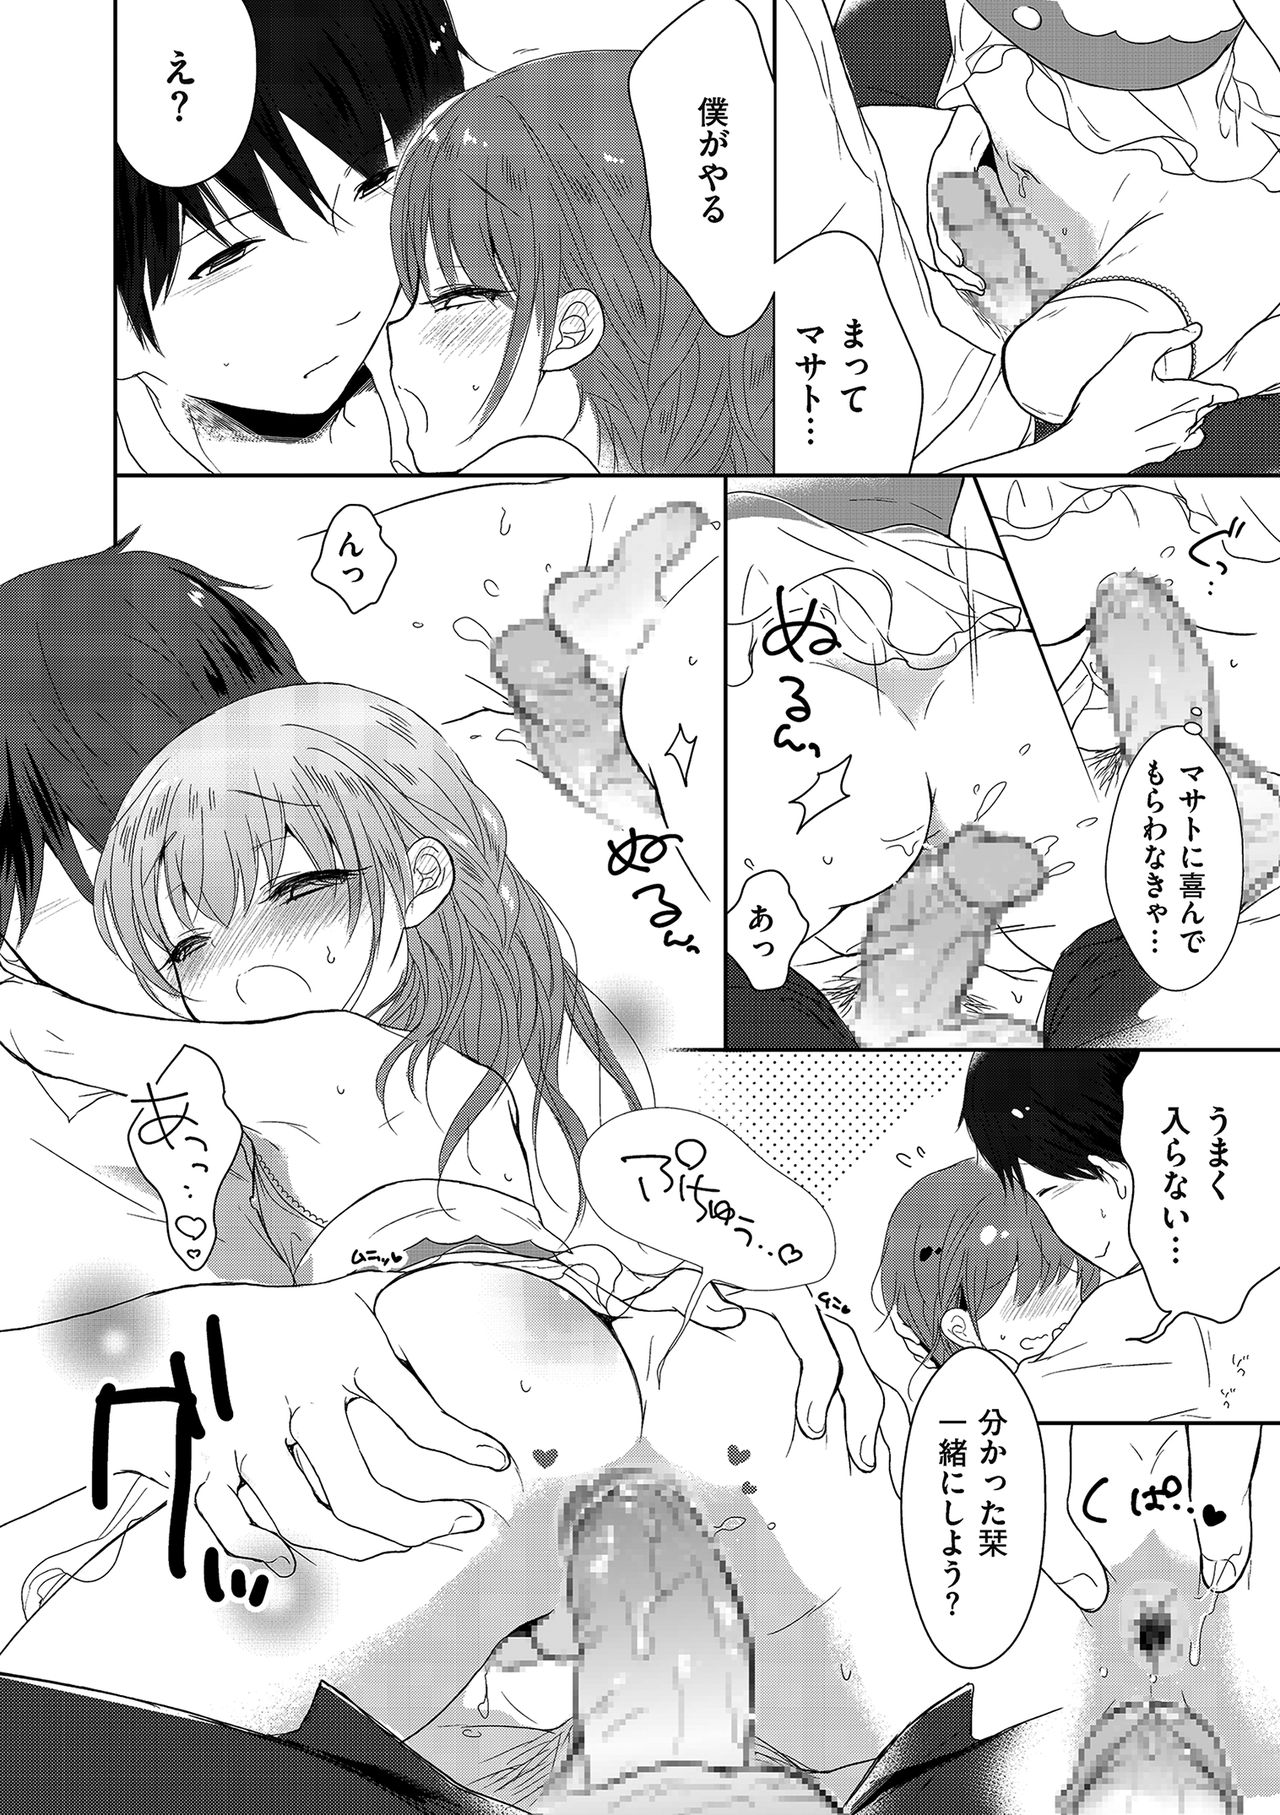 まって
マサト…
僕がやる
え？
ぐっ…
マサトに喜んで
もらわなきゃ…
ぬるんっ
あっ
んっ
ぬるんっ
あっ…♡♡
うまく
入らない…
分かった栞
一緒にしよう？
くぱぁ!♡
ぷちゅぅ…♡
ムニッ♥
ムニ♥
グッ